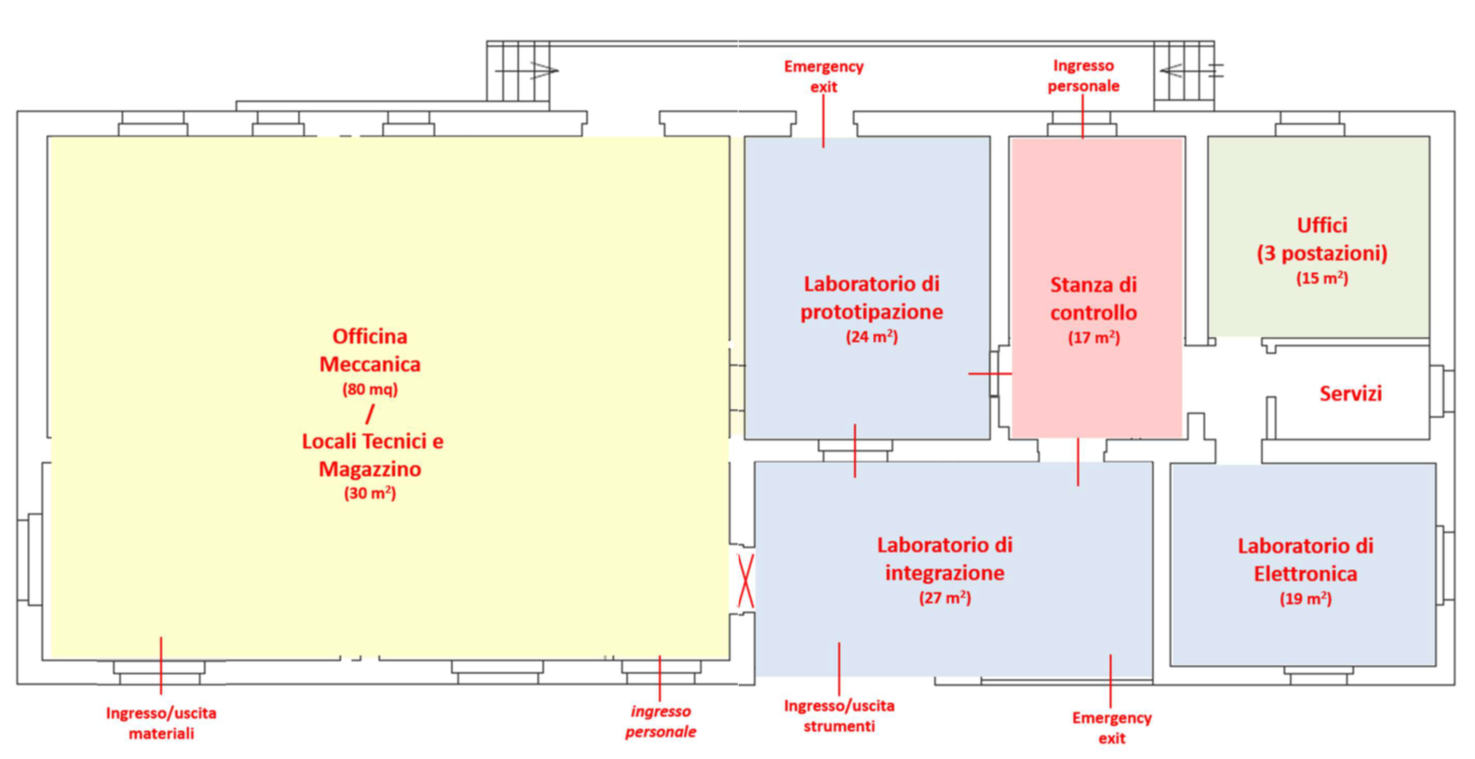 Emergency
exit
Ingresso
personale
Uffici
(3 postazioni)
(15 m²)
Laboratorio di
prototipazione
(24 m²)
Stanza di
controllo
(17 m²)
Officina
Meccanica
(80 mq)
/
Locali Tecnici e
Magazzino
(30 m²)
Servizi
Laboratorio di
integrazione
(27 m²)
Laboratorio di
Elettronica
(19 m²)
Ingresso/uscita
materiali
ingresso
personale
Ingresso/uscita
strumenti
Emergency
exit